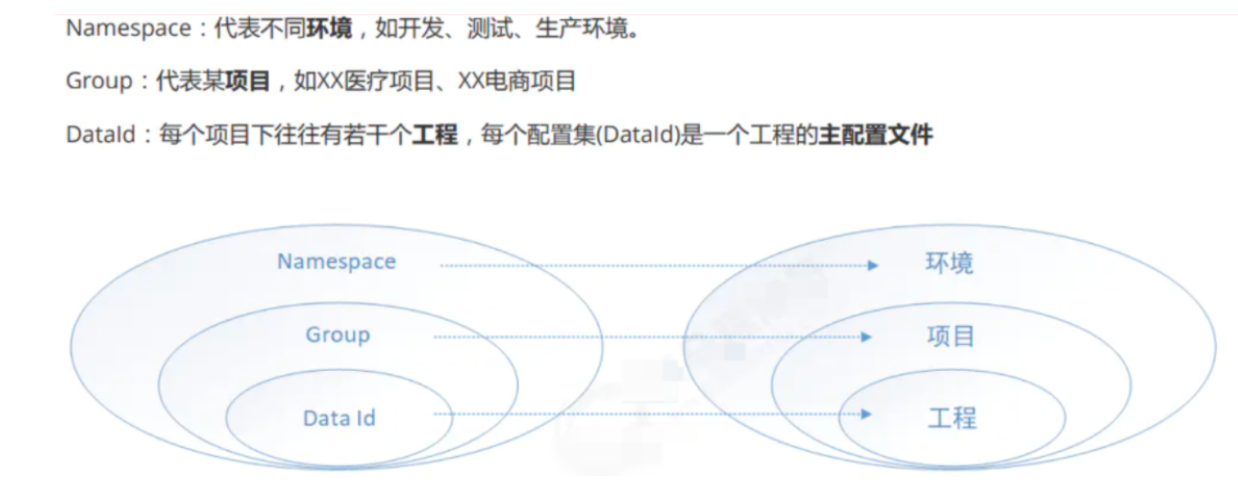 Namespace：代表不同环境，如开发、测试、生产环境。
Group：代表某项目，如XX医疗项目、XX电商项目
DataId：每个项目下往往有若干个工程，每个配置集(DataId)是一个工程的主配置文件
Namespace 环境
Group 项目
Data Id 工程